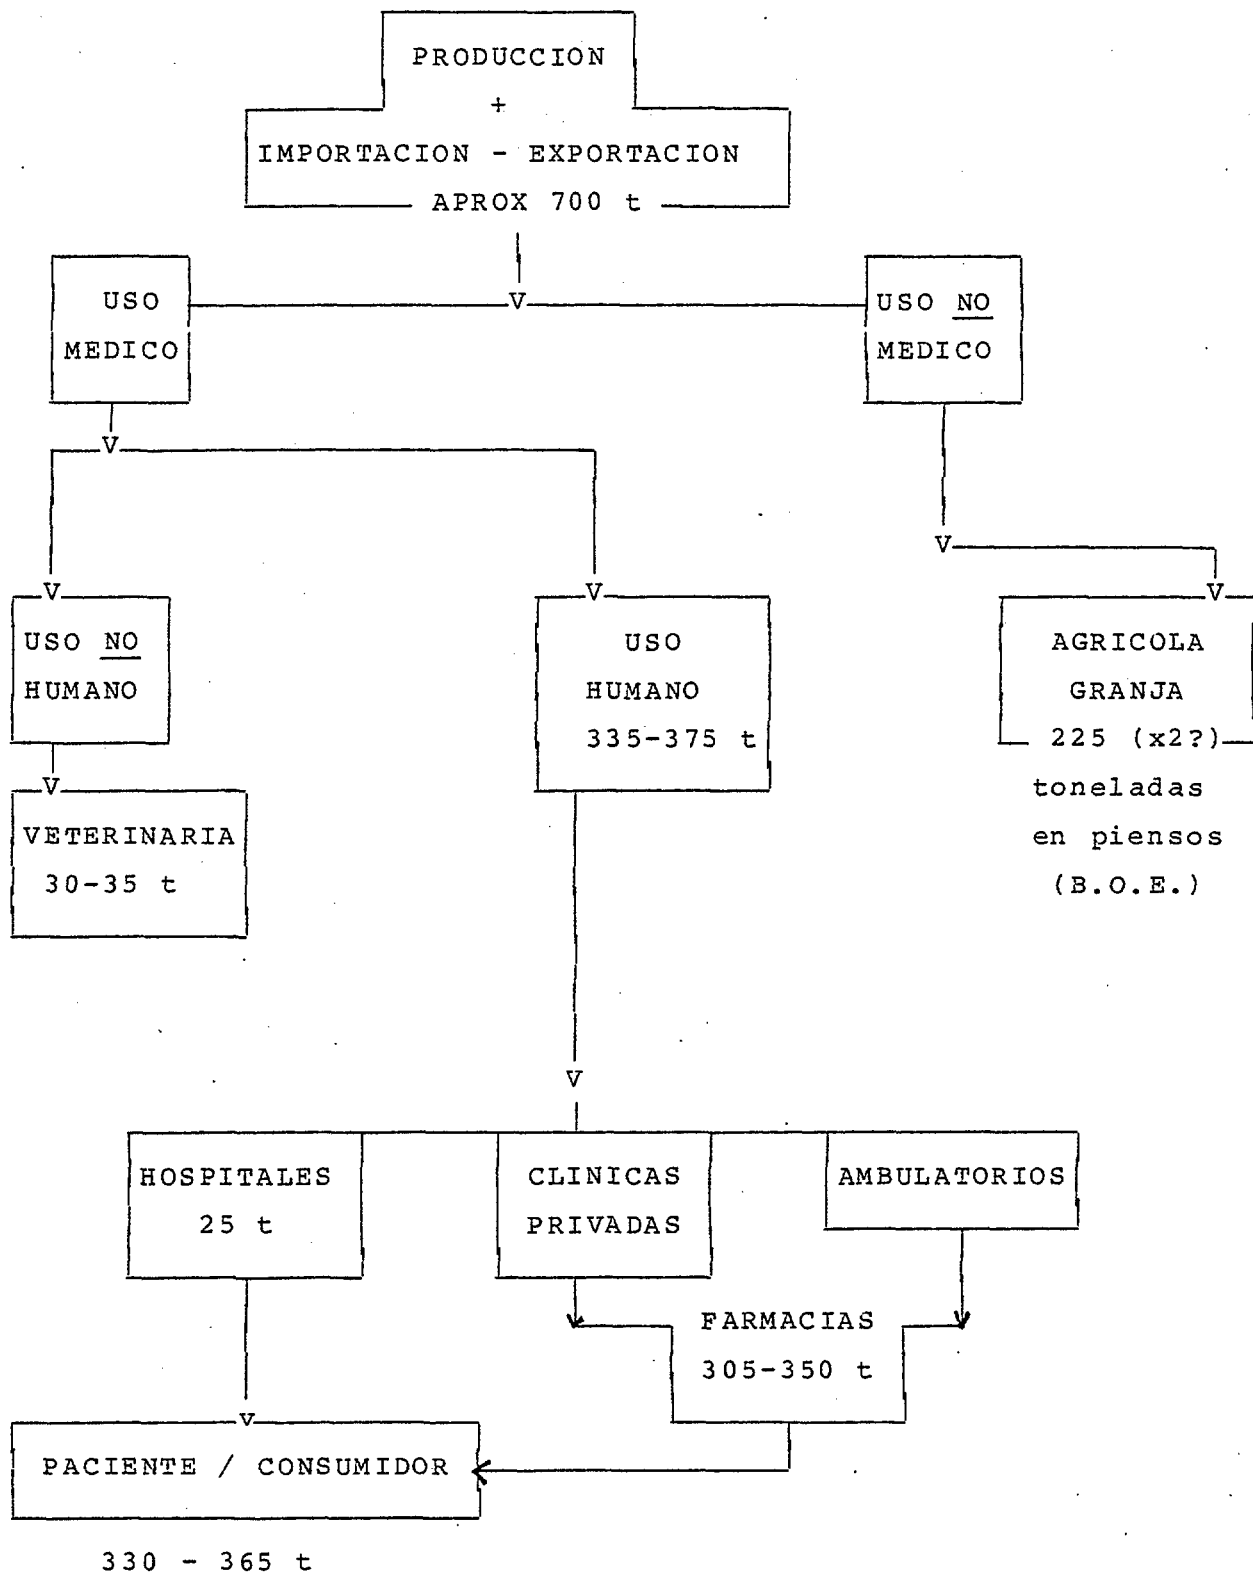 PRODUCCION
+
IMPORTACION - EXPORTACION
APROX 700 t
USO
MEDICO
USO NO
MEDICO
USO NO
HUMANO
USO
HUMANO
335-375 t
AGRICOLA
GRANJA
225 (x2?)
toneladas
en piensos
(B.O.E.)
VETERINARIA
30-35 t
HOSPITALES
25 t
CLINICAS
PRIVADAS
AMBULATORIOS
FARMACIAS
305-350 t
PACIENTE / CONSUMIDOR
330 - 365 t